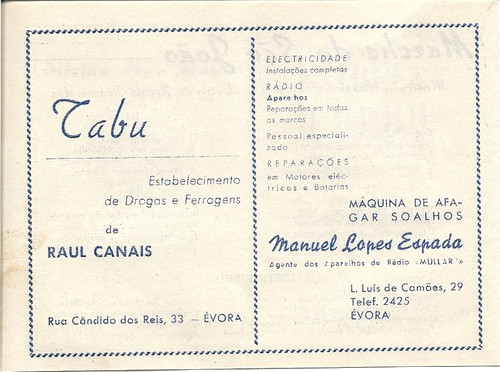 Tabu
Estabelecimento
de Drogas e Ferragens
de
RAUL CANAIS
Rua Cândido dos Reis, 33 — ÉVORA
ELECTRICIDADE
Instalações completas
RÁDIO
Aparelhos
Reparações em todas
as marcas
Pessoal especiali-
zado
REPARAÇÕES
em Motores eléc-
tricos e Batarias
MÁQUINA DE AFA-
GAR SOALHOS
Manuel Lopes Espada
Agente dos Aparelhos de Rádio «MULLAR»
L. Luís de Camões, 29
Telef. 2425
ÉVORA